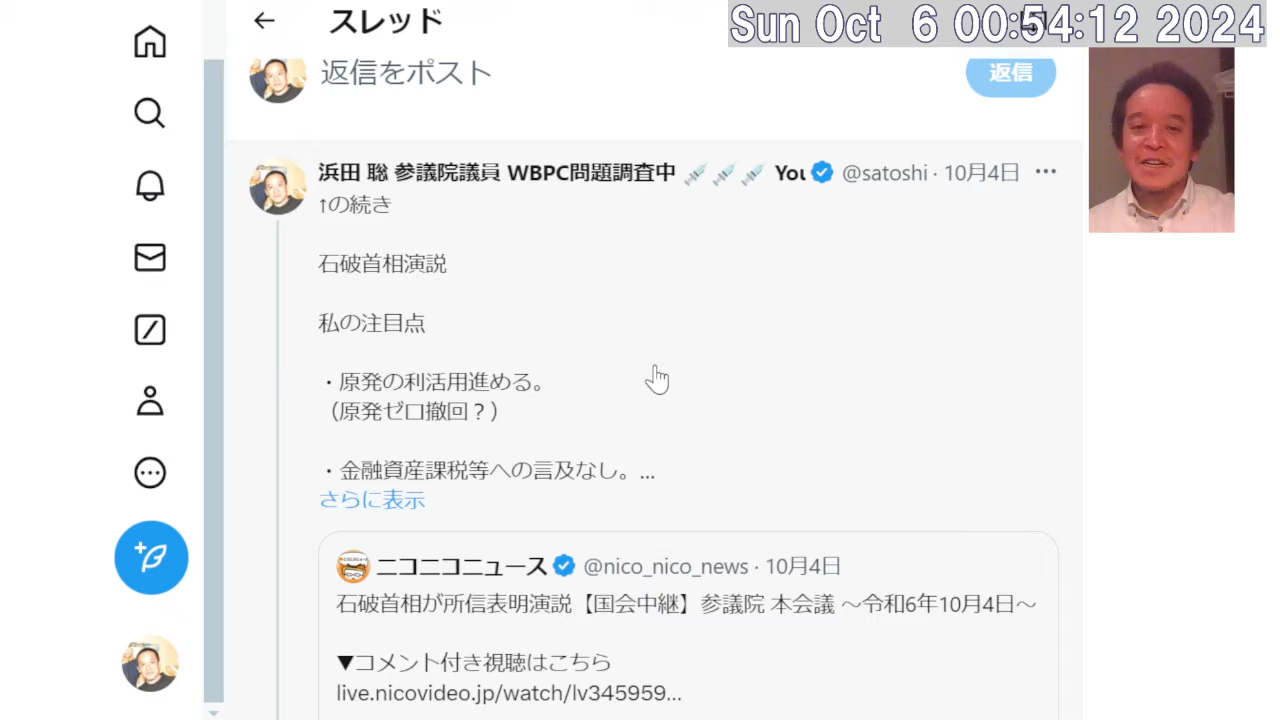 スレッド
Sun Oct 6 00:54:12 2024
返信をポスト
返信
浜田 聡 参議院議員 WBPC問題調査中 💉💉💉 You @satoshi · 10月4日
↑の続き
石破首相演説
私の注目点
・原発の利活用進める。
（原発ゼロ撤回？）
・金融資産課税等への言及なし。...
さらに表示
ニコニコニュース @nico_nico_news · 10月4日
石破首相が所信表明演説【国会中継】参議院 本会議 ～令和6年10月4日～
▼コメント付き視聴はこちら
live.nicovideo.jp/watch/lv345959...